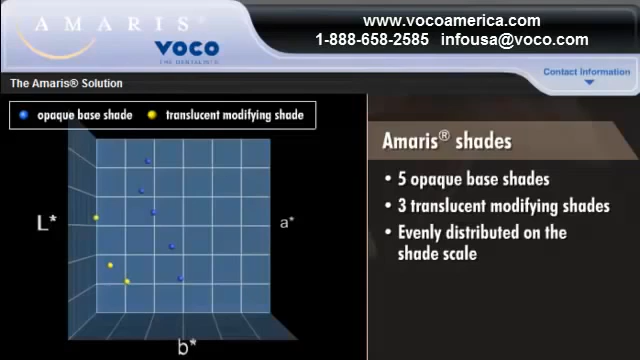 AMARIS®
VOCO
THE DENTALISTS
www.vocoamerica.com
1-888-658-2585 infousa@voco.com
Contact Information
The Amaris® Solution
opaque base shade
translucent modifying shade
L*
a*
b*
Amaris® shades
• 5 opaque base shades
• 3 translucent modifying shades
• Evenly distributed on the
shade scale